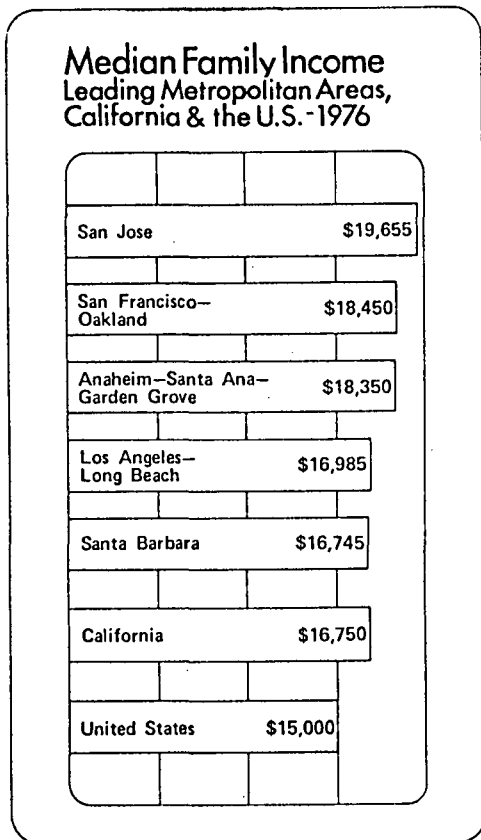 Median Family Income
Leading Metropolitan Areas,
California & the U.S.-1976
San Jose $19,655
San Francisco—
Oakland $18,450
Anaheim—Santa Ana—
Garden Grove $18,350
Los Angeles—
Long Beach $16,985
Santa Barbara $16,745
California $16,750
United States $15,000